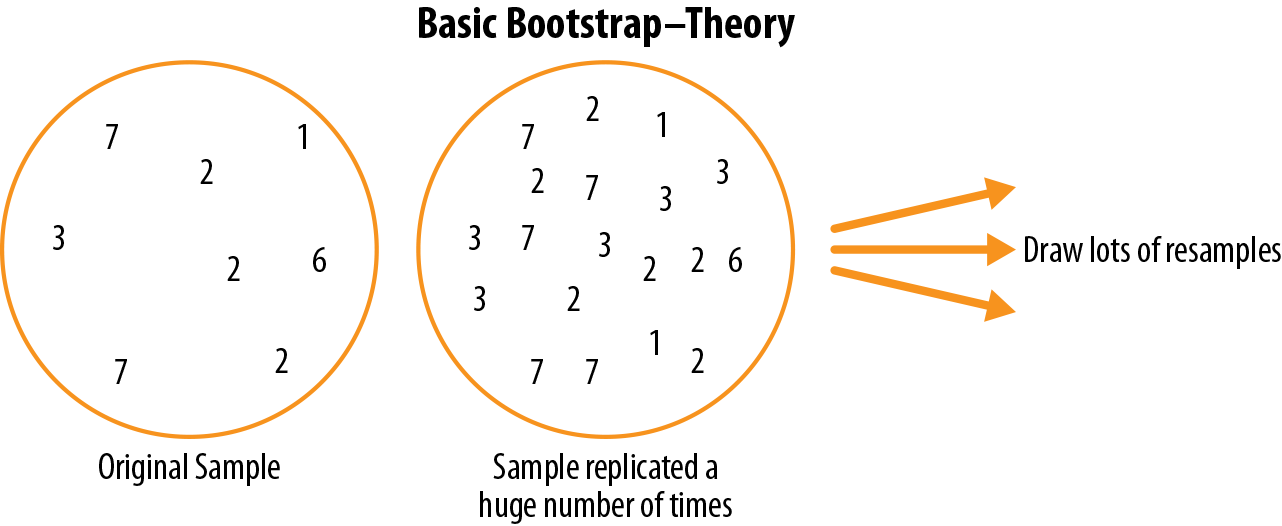 Basic Bootstrap–Theory
7 1
2
3
2 6
7 2
2
7 1
2 7 3
3
3 7 3
2 2 6
3 2
1
7 7 2
Draw lots of resamples
Original Sample
Sample replicated a
huge number of times